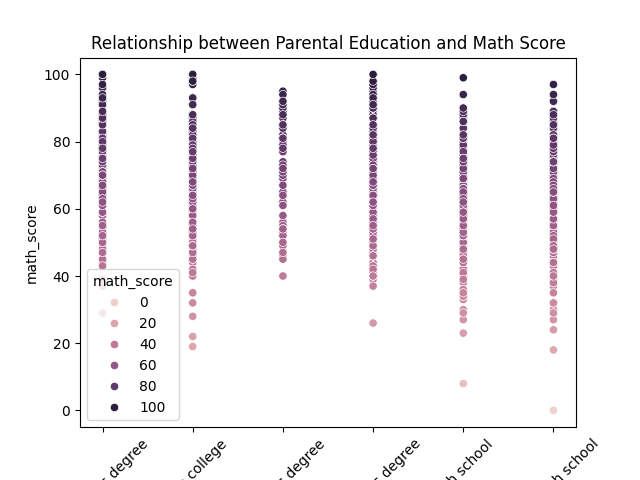 Relationship between Parental Education and Math Score
math_score
100
80
60
40
20
0
math_score
0
20
40
60
80
100
degree
college
degree
degree
school
school